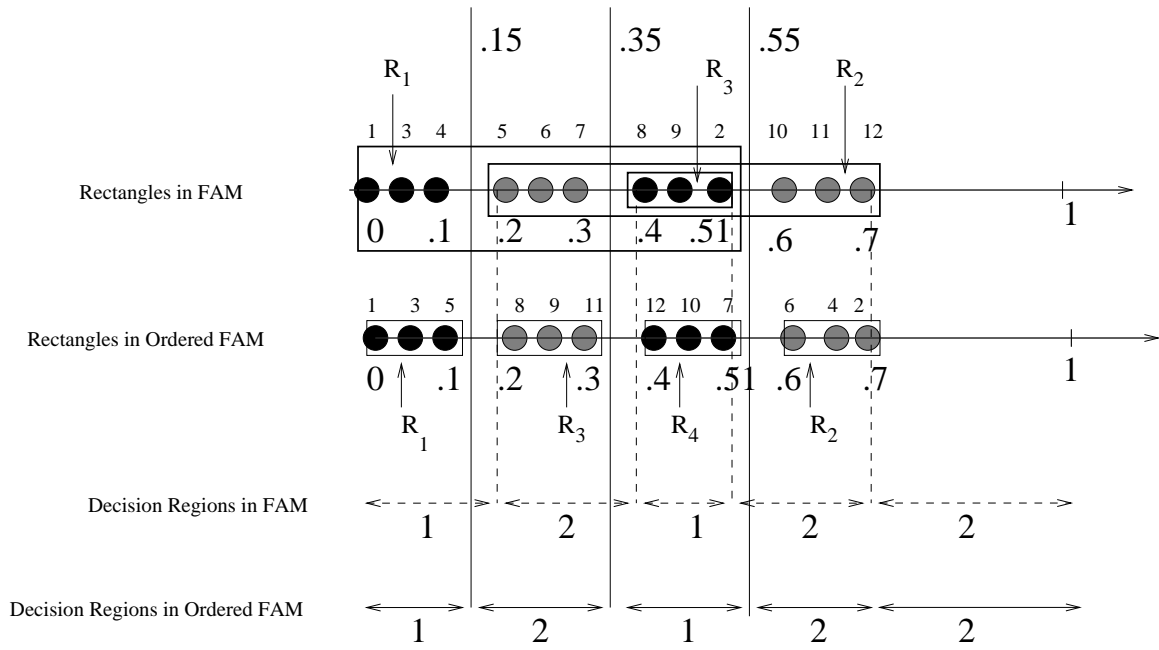 .15 .35 .55
R1 R3 R2
1 3 4 5 6 7 8 9 2 10 11 12
Rectangles in FAM
0 .1 .2 .3 .4 .51 .6 .7 1
1 3 5 8 9 11 12 10 7 6 4 2
Rectangles in Ordered FAM
0 .1 .2 .3 .4 .51 .6 .7 1
R1 R3 R4 R2
Decision Regions in FAM
1 2 1 2 2
Decision Regions in Ordered FAM
1 2 1 2 2